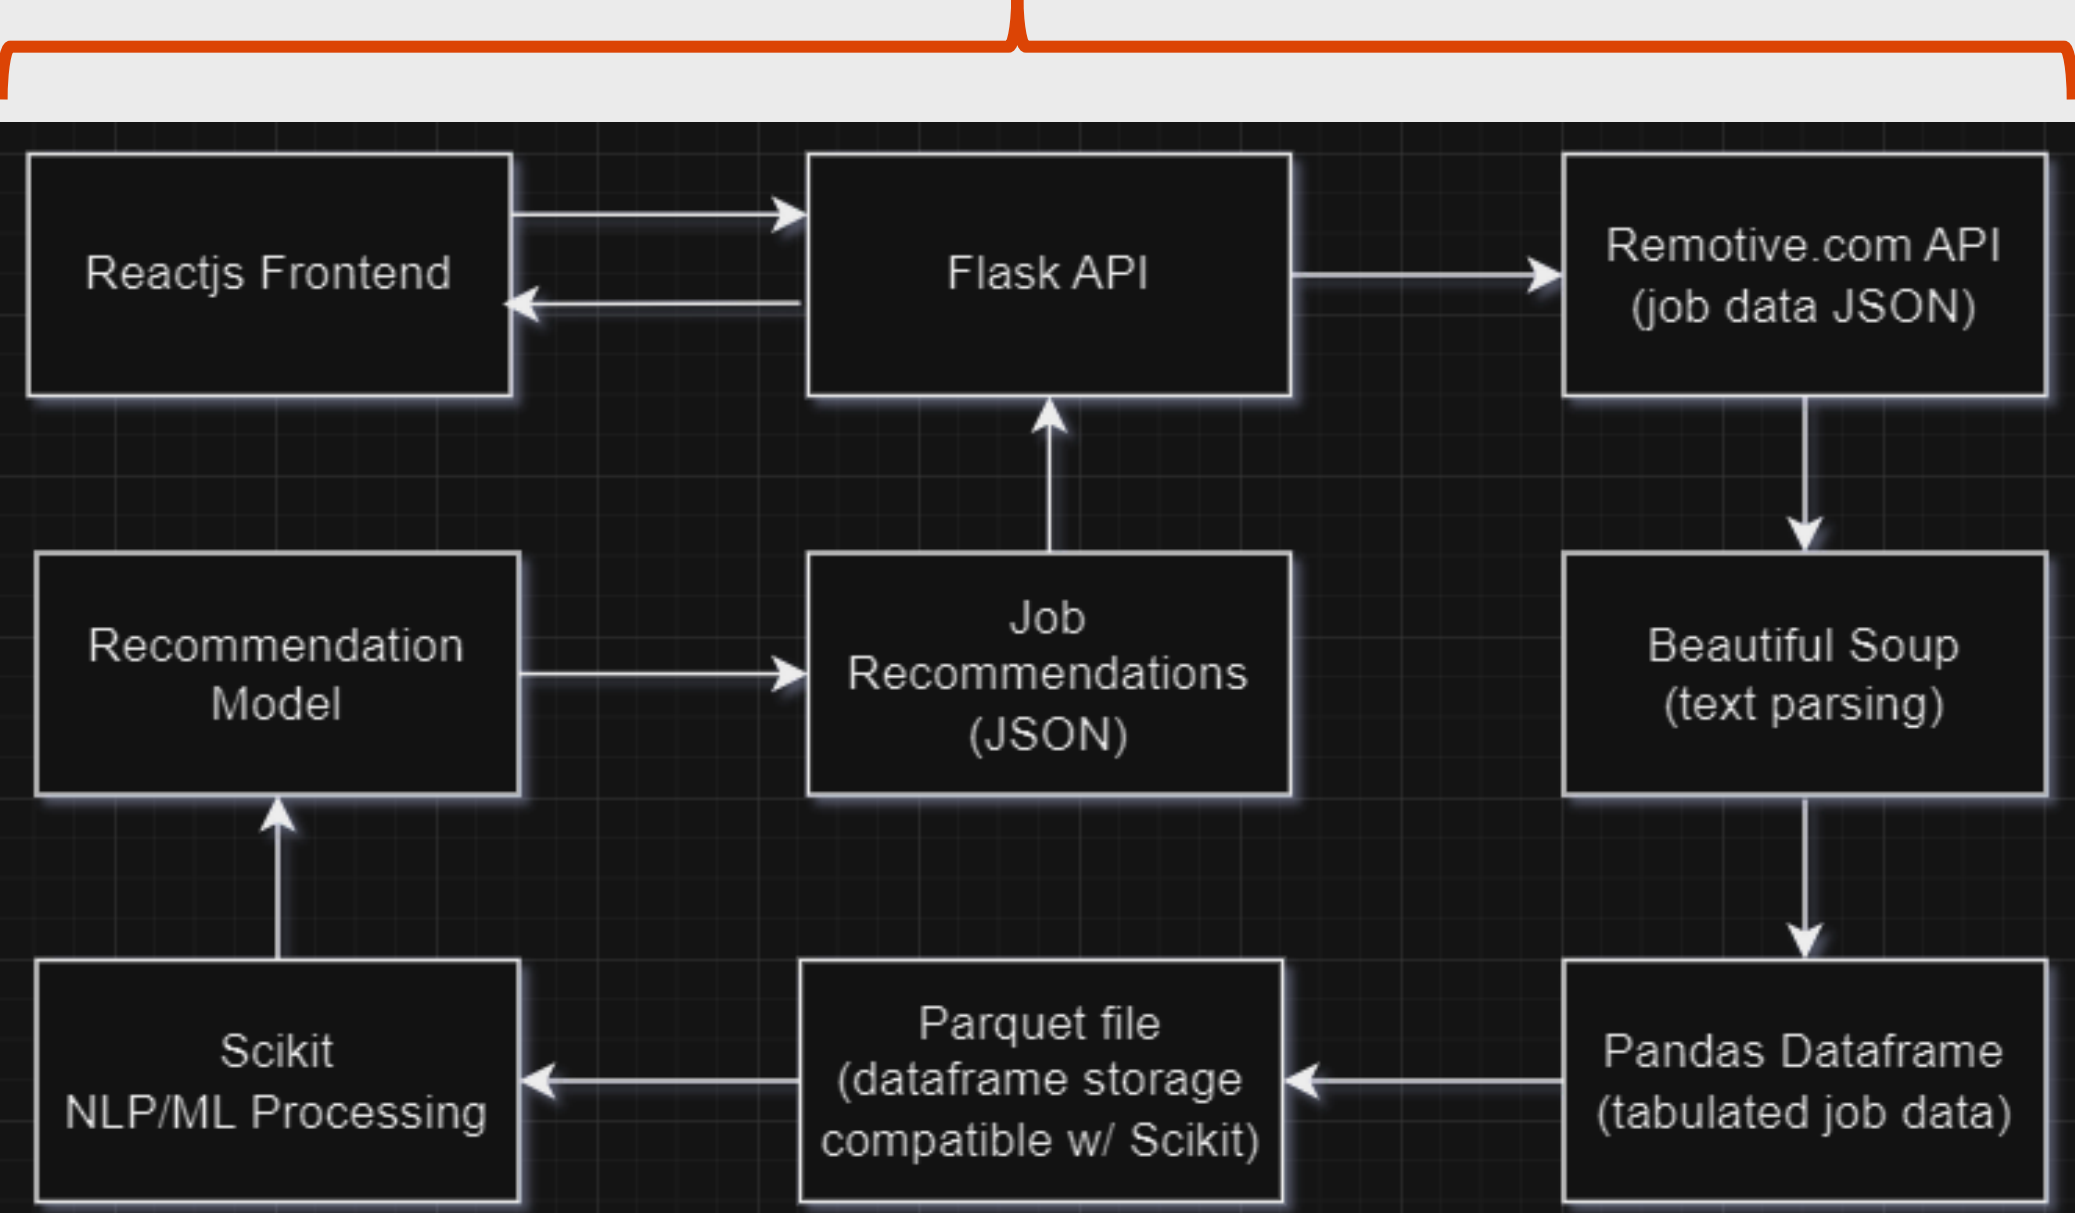 Reactjs Frontend
Flask API
Remotive.com API
(job data JSON)
Recommendation
Model
Job
Recommendations
(JSON)
Beautiful Soup
(text parsing)
Scikit
NLP/ML Processing
Parquet file
(dataframe storage
compatible w/ Scikit)
Pandas Dataframe
(tabulated job data)